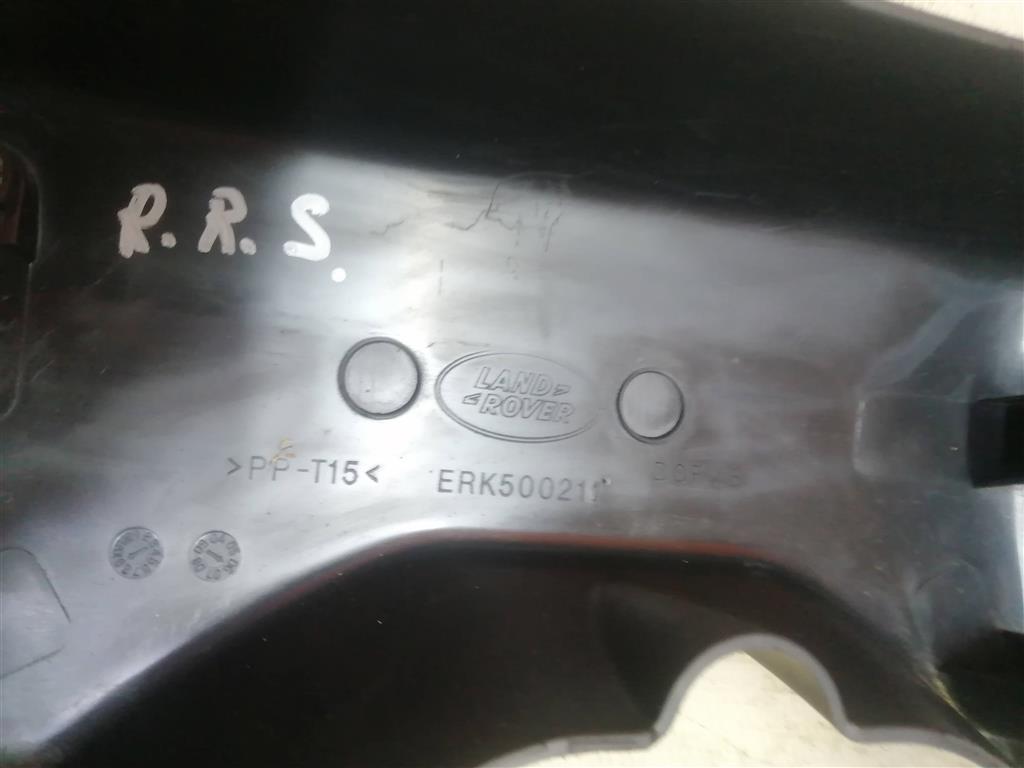 R. R. S.
LAND
ROVER
>PP-T15< ERK500211